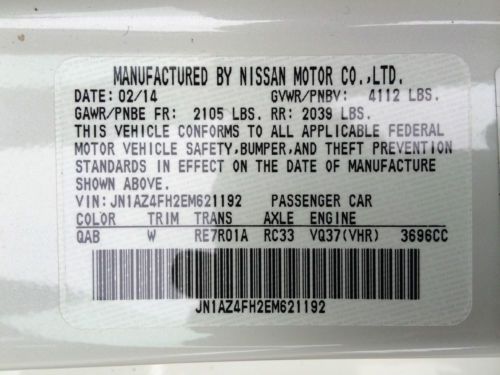 MANUFACTURED BY NISSAN MOTOR CO.,LTD.
DATE: 02/14 GVWR/PNBV: 4112 LBS.
GAWR/PNBE FR: 2105 LBS. RR: 2039 LBS.
THIS VEHICLE CONFORMS TO ALL APPLICABLE FEDERAL
MOTOR VEHICLE SAFETY,BUMPER,AND THEFT PREVENTION
STANDARDS IN EFFECT ON THE DATE OF MANUFACTURE
SHOWN ABOVE.
VIN: JN1AZ4FH2EM621192 PASSENGER CAR
COLOR TRIM TRANS AXLE ENGINE
QAB W RE7R01A RC33 VQ37(VHR) 3696CC
JN1AZ4FH2EM621192